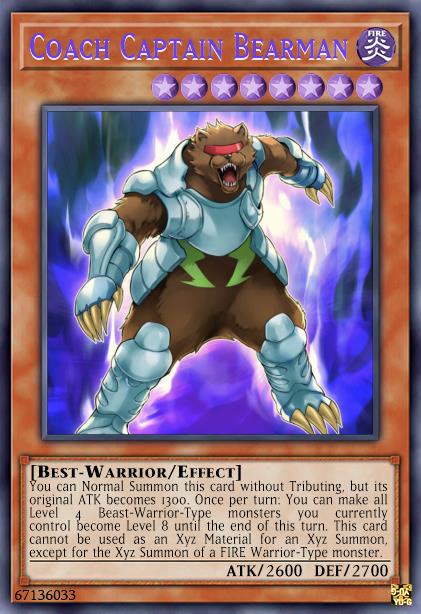 COACH CAPTAIN BEARMAN
FIRE
炎
[BEST-WARRIOR/EFFECT]
You can Normal Summon this card without Tributing, but its
original ATK becomes 1300. Once per turn: You can make all
Level 4 Beast-Warrior-Type monsters you currently
control become Level 8 until the end of this turn. This card
cannot be used as an Xyz Material for an Xyz Summon,
except for the Xyz Summon of a FIRE Warrior-Type monster.
ATK/2600 DEF/2700
67136033